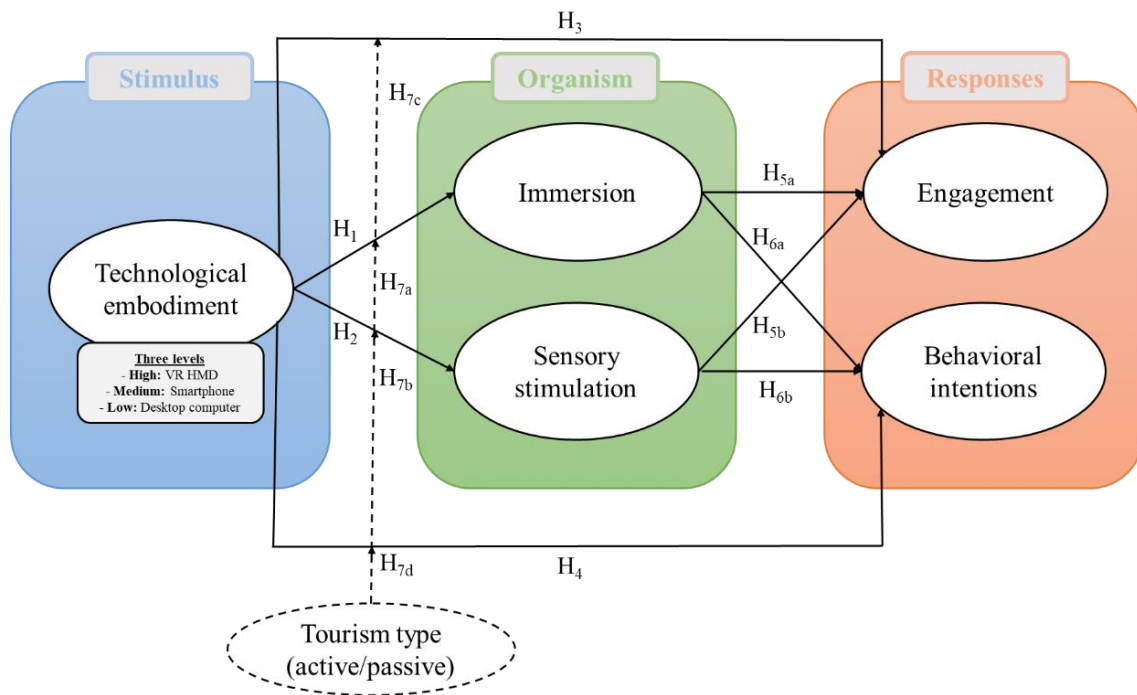 H3
Stimulus
Organism
Responses
H7c
Immersion
H5a
Engagement
H1
H6a
Technological
embodiment
H7a
H2
H5b
Three levels
- High: VR HMD
- Medium: Smartphone
- Low: Desktop computer
H7b
Sensory
stimulation
H6b
Behavioral
intentions
H7d
H4
Tourism type
(active/passive)